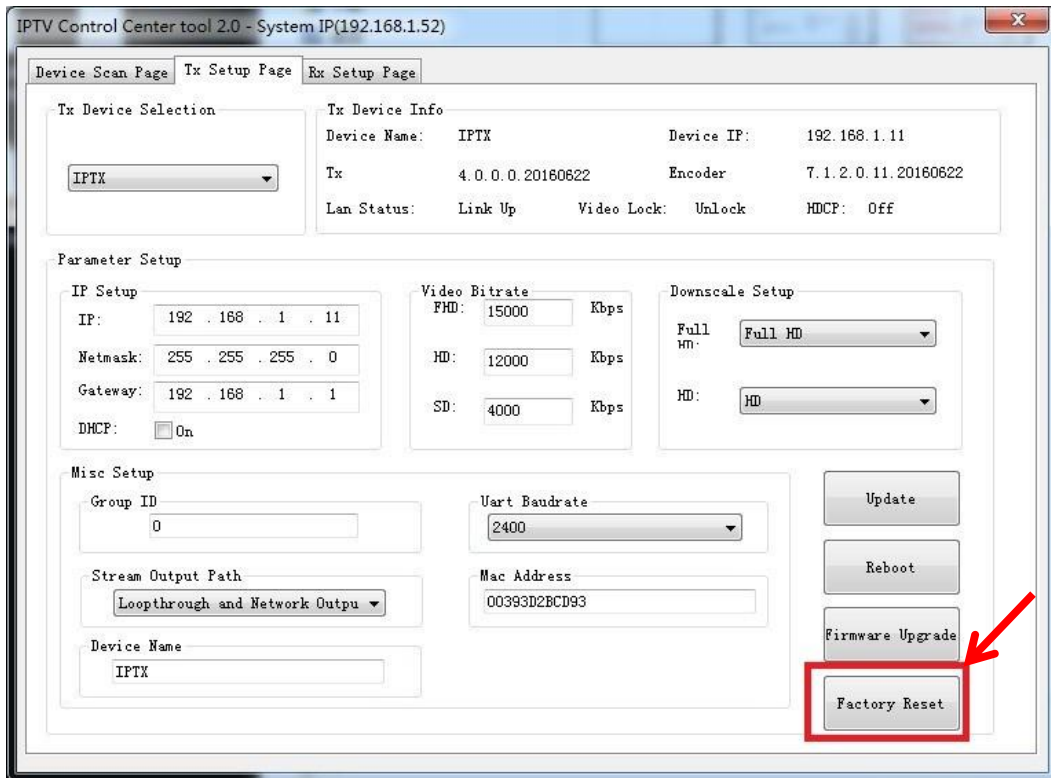 IPTV Control Center tool 2.0 - System IP(192.168.1.52)
Device Scan Page Tx Setup Page Rx Setup Page
Tx Device Selection
IPTX
Tx Device Info
Device Name: IPTX Device IP: 192.168.1.11
Tx 4.0.0.0.20160622 Encoder 7.1.2.0.11.20160622
Lan Status: Link Up Video Lock: Unlock HDCP: Off
Parameter Setup
IP Setup
IP: 192 . 168 . 1 . 11
Netmask: 255 . 255 . 255 . 0
Gateway: 192 . 168 . 1 . 1
DHCP: On
Video Bitrate
FHD: 15000 Kbps
HD: 12000 Kbps
SD: 4000 Kbps
Downscale Setup
Full HD: Full HD
HD: HD
Misc Setup
Group ID
0
Uart Baudrate
2400
Stream Output Path
Loopthrough and Network Outpu
Mac Address
00393D2BCD93
Device Name
IPTX
Update
Reboot
Firmware Upgrade
Factory Reset